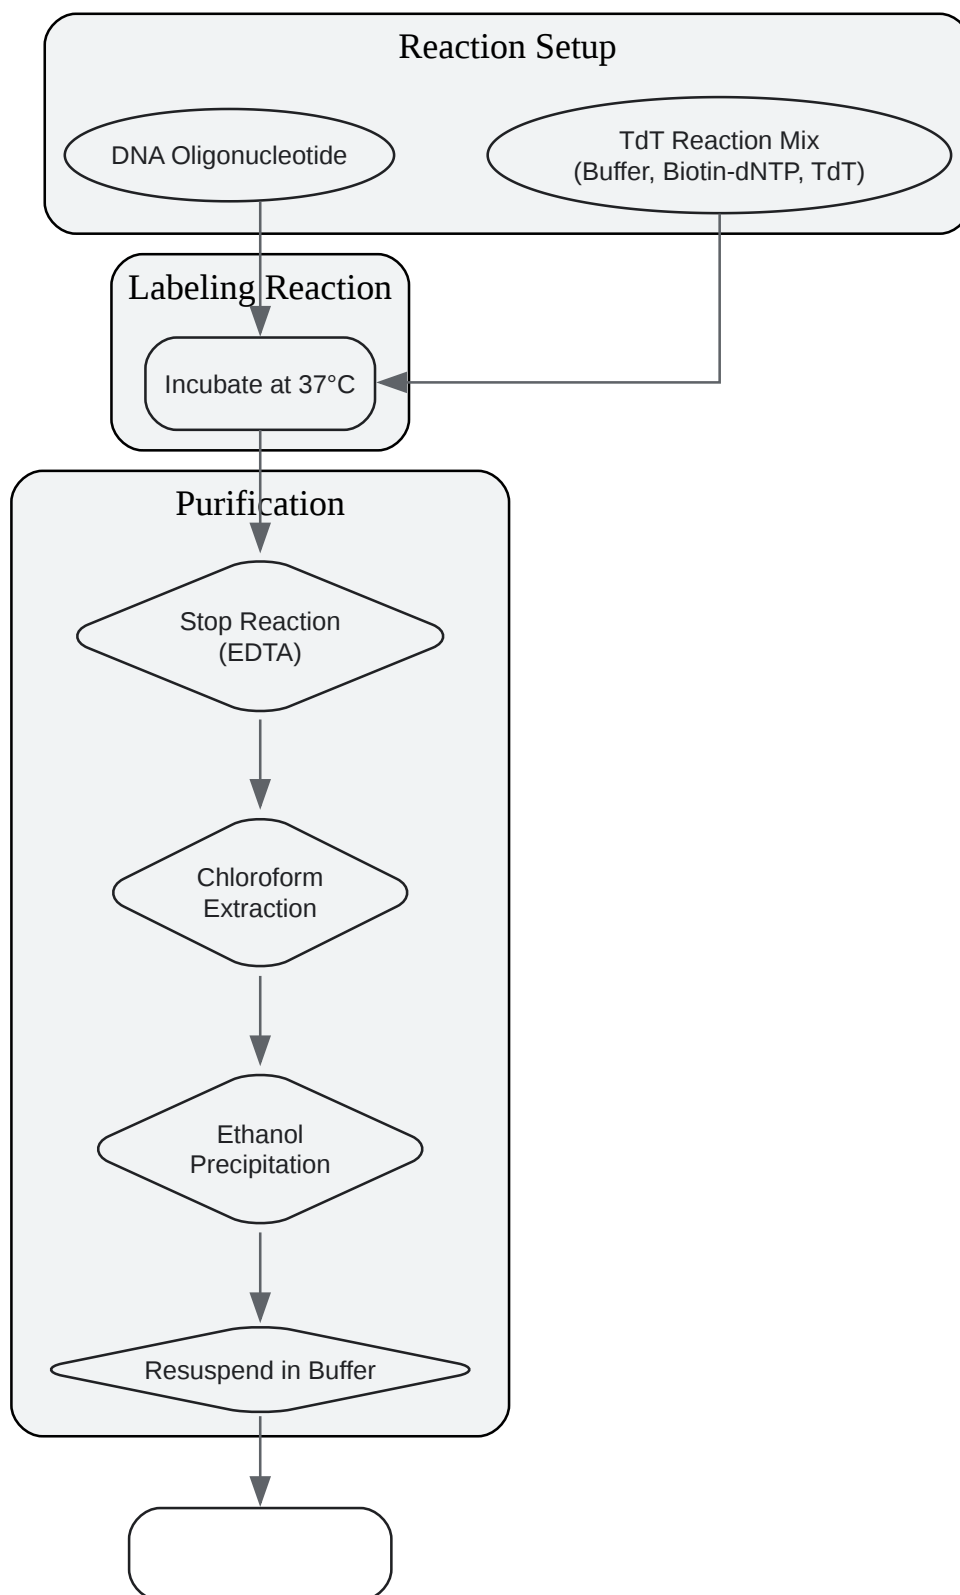 Reaction Setup
DNA Oligonucleotide
TdT Reaction Mix
(Buffer, Biotin-dNTP, TdT)
Labeling Reaction
Incubate at 37°C
Purification
Stop Reaction
(EDTA)
Chloroform
Extraction
Ethanol
Precipitation
Resuspend in Buffer